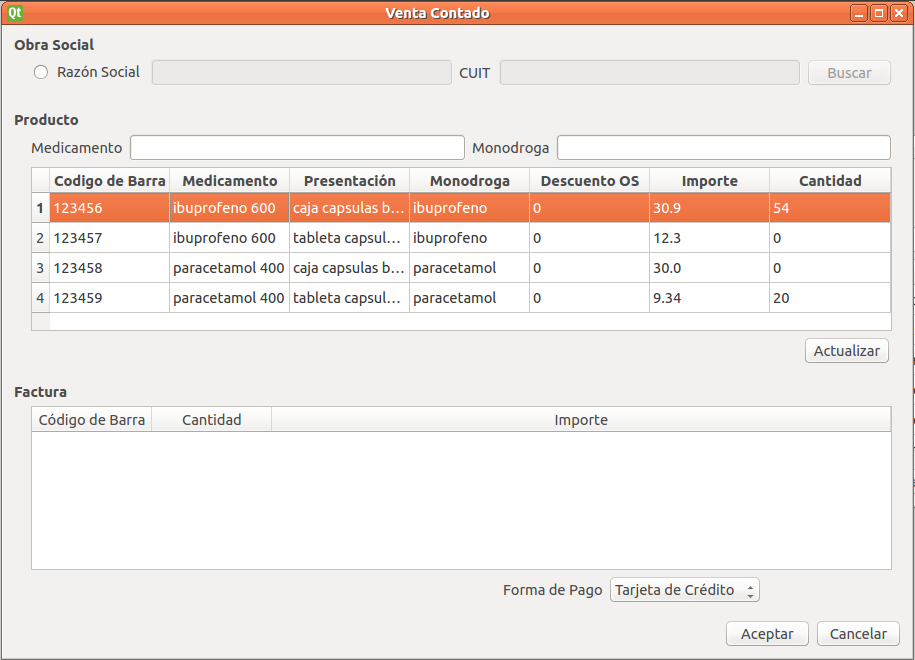 Qt Venta Contado
Obra Social
Razón Social CUIT Buscar
Producto
Medicamento Monodroga
Codigo de Barra Medicamento Presentación Monodroga Descuento OS Importe Cantidad
1 123456 ibuprofeno 600 caja capsulas b... ibuprofeno 0 30.9 54
2 123457 ibuprofeno 600 tableta capsul... ibuprofeno 0 12.3 0
3 123458 paracetamol 400 caja capsulas b... paracetamol 0 30.0 0
4 123459 paracetamol 400 tableta capsul... paracetamol 0 9.34 20
Actualizar
Factura
Código de Barra Cantidad Importe
Forma de Pago Tarjeta de Crédito
Aceptar Cancelar